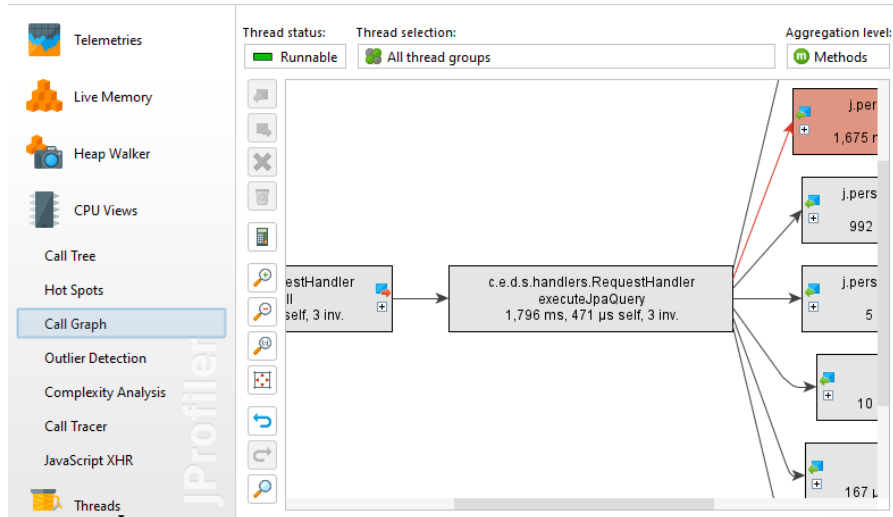 Telemetries
Live Memory
Heap Walker
CPU Views
Call Tree
Hot Spots
Call Graph
Outlier Detection
Complexity Analysis
Call Tracer
JavaScript XHR
Threads
JProfiler
Thread status:
Runnable
Thread selection:
All thread groups
Aggregation level:
m Methods
estHandler
ll
self, 3 inv.
c.e.d.s.handlers.RequestHandler
executeJpaQuery
1,796 ms, 471 µs self, 3 inv.
j.per
1,675
j.pers
992
j.pers
5
10
167 µ